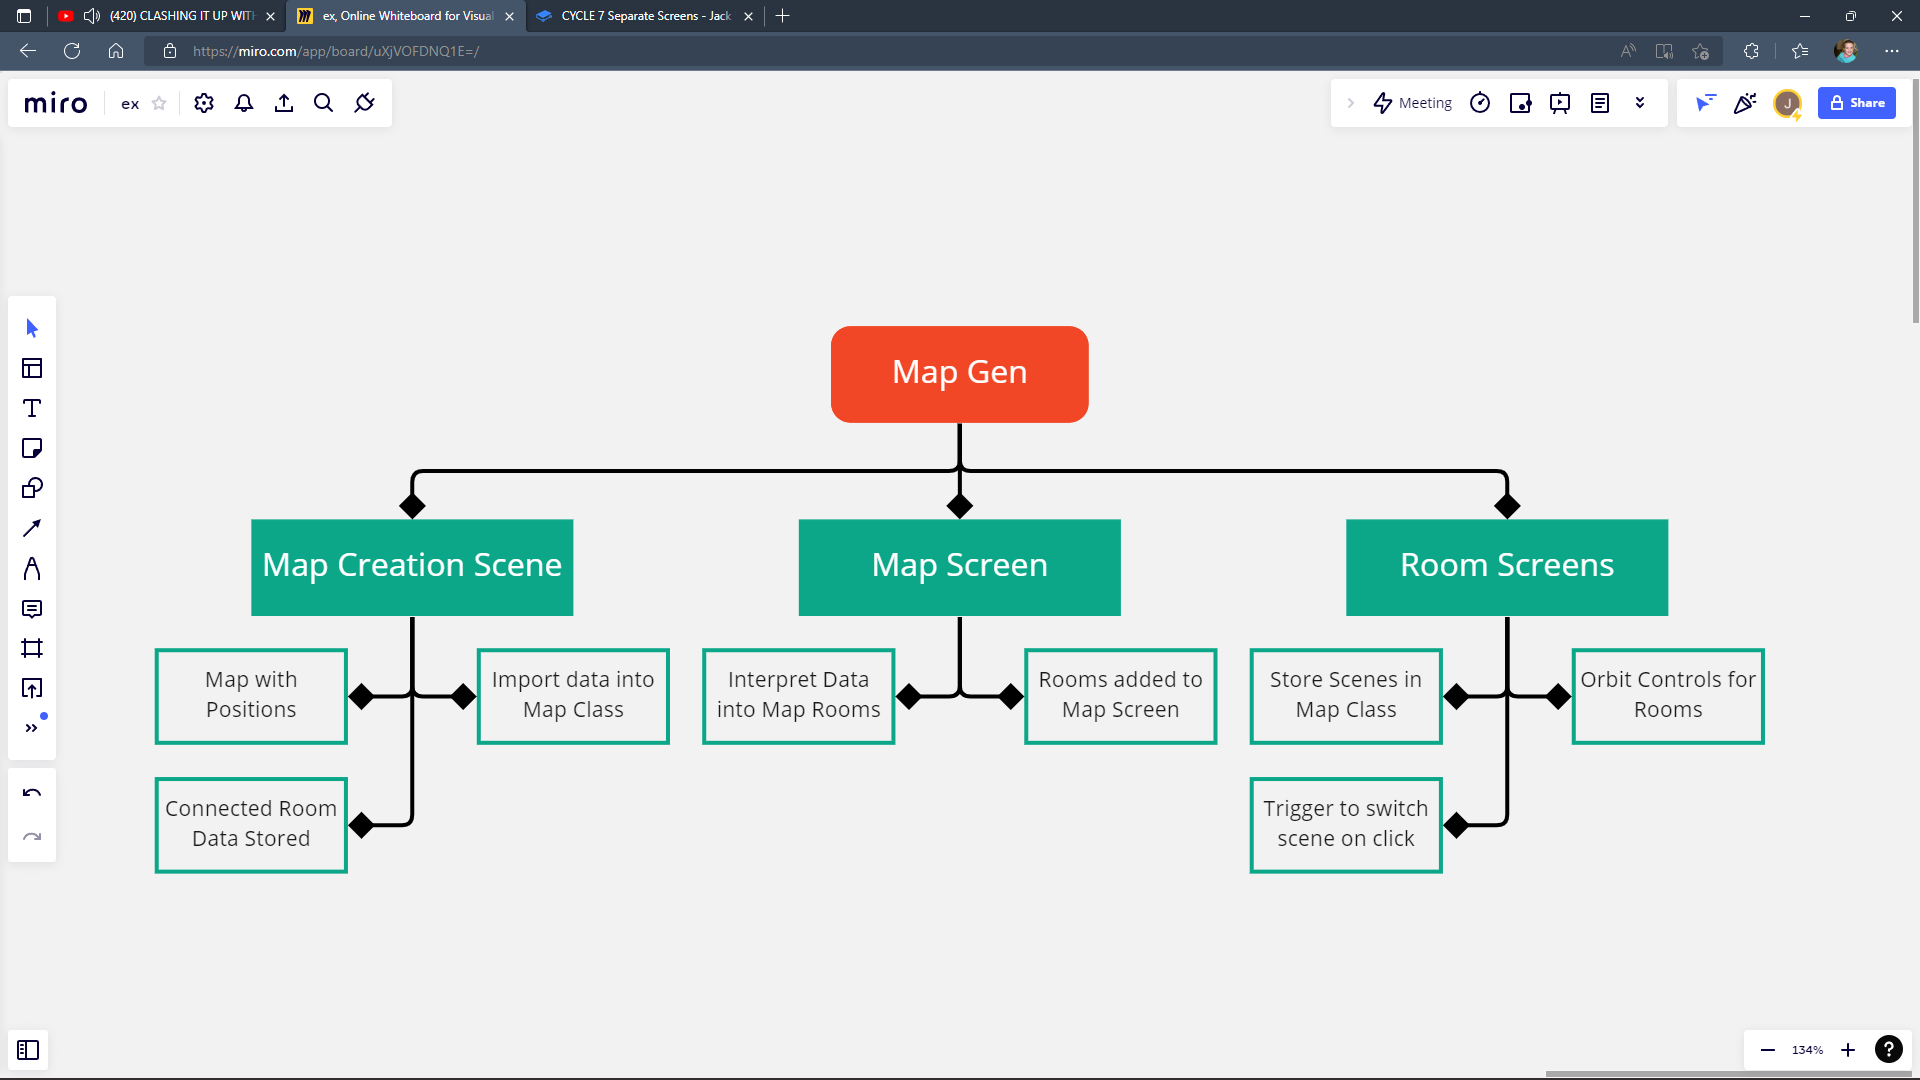 (420) CLASHING IT UP WITH
ex, Online Whiteboard for Visual
CYCLE 7 Separate Screens - Jack
https://miro.com/app/board/uXjVOFDNQ1E=/
miro
ex
Meeting
J
Share
Map Gen
Map Creation Scene
Map Screen
Room Screens
Map with
Positions
Import data into
Map Class
Interpret Data
into Map Rooms
Rooms added to
Map Screen
Store Scenes in
Map Class
Orbit Controls for
Rooms
Connected Room
Data Stored
Trigger to switch
scene on click
134%